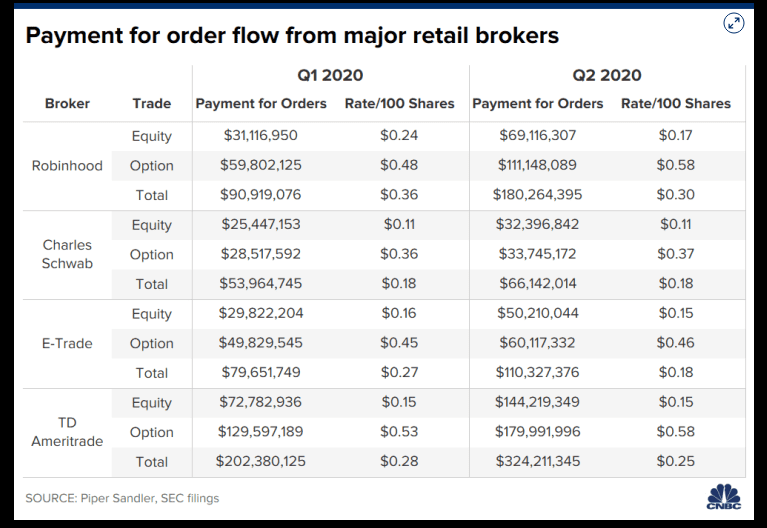 Payment for order flow from major retail brokers
Q1 2020 Q2 2020
Broker Trade Payment for Orders Rate/100 Shares Payment for Orders Rate/100 Shares
Equity $31,116,950 $0.24 $69,116,307 $0.17
Robinhood Option $59,802,125 $0.48 $111,148,089 $0.58
Total $90,919,076 $0.36 $180,264,395 $0.30
Equity $25,447,153 $0.11 $32,396,842 $0.11
Charles
Schwab
Option $28,517,592 $0.36 $33,745,172 $0.37
Total $53,964,745 $0.18 $66,142,014 $0.18
Equity $29,822,204 $0.16 $50,210,044 $0.15
E-Trade Option $49,829,545 $0.45 $60,117,332 $0.46
Total $79,651,749 $0.27 $110,327,376 $0.18
Equity $72,782,936 $0.15 $144,219,349 $0.15
TD
Ameritrade
Option $129,597,189 $0.53 $179,991,996 $0.58
Total $202,380,125 $0.28 $324,211,345 $0.25
SOURCE: Piper Sandler, SEC filings
CNBC